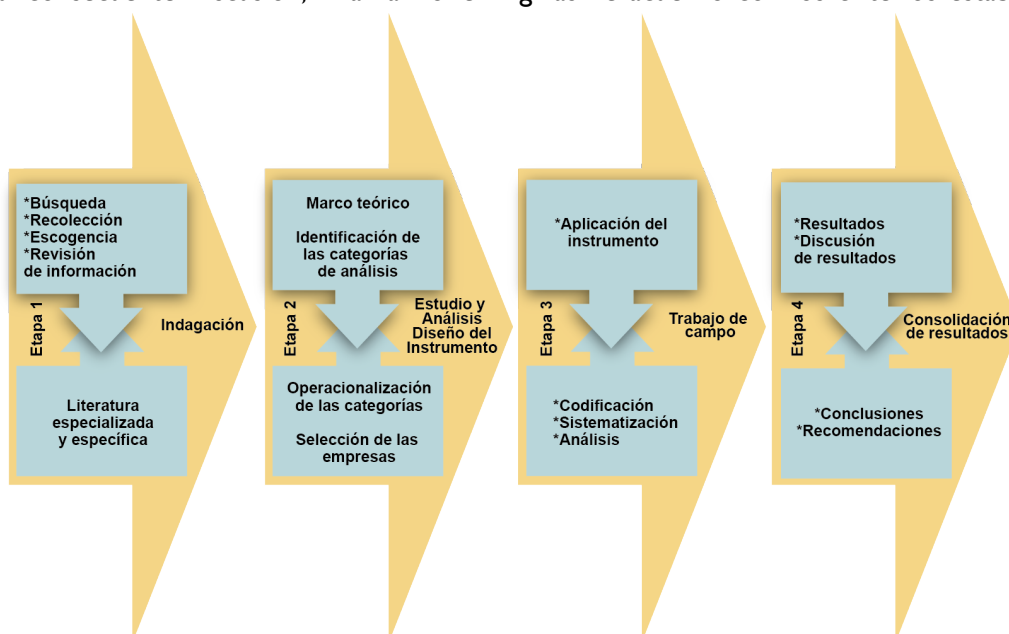 *Búsqueda
*Recolección
*Escogencia
*Revisión
de información
Etapa 1
Indagación
Literatura
especializada
y específica
Marco teórico
Identificación de
las categorías
de análisis
Etapa 2
Estudio y
Análisis
Diseño del
Instrumento
Operacionalización
de las categorías
Selección de las
empresas
*Aplicación del
instrumento
Etapa 3
Trabajo de
campo
*Codificación
*Sistematización
*Análisis
*Resultados
*Discusión
de resultados
Etapa 4
Consolidación
de resultados
*Conclusiones
*Recomendaciones